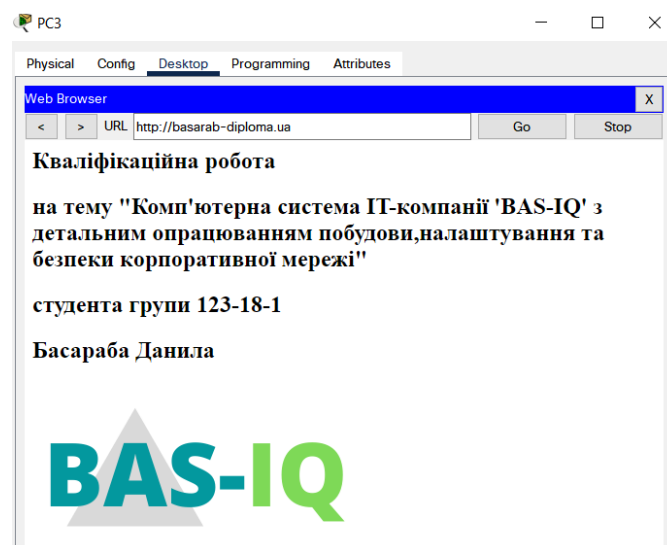 PC3
Physical Config Desktop Programming Attributes
Web Browser X
< > URL http://basarab-diploma.ua Go Stop
Кваліфікаційна робота
на тему "Комп'ютерна система ІТ-компанії 'BAS-IQ' з
детальним опрацюванням побудови,налаштування та
безпеки корпоративної мережі"
студента групи 123-18-1
Басараба Данила
BAS-IQ